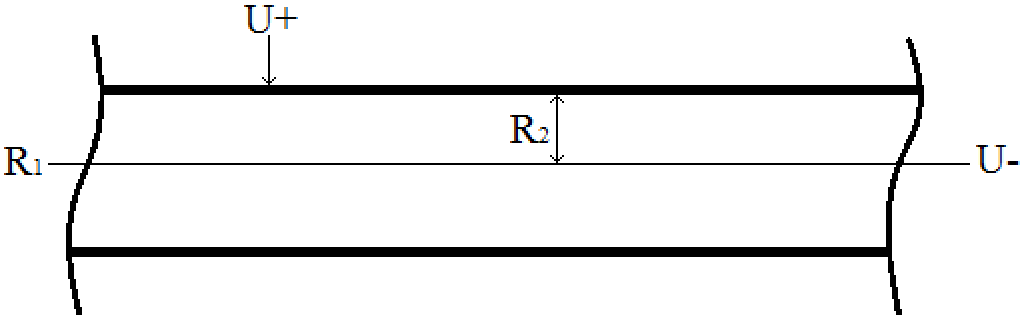 U+
R₂
R₁
U-